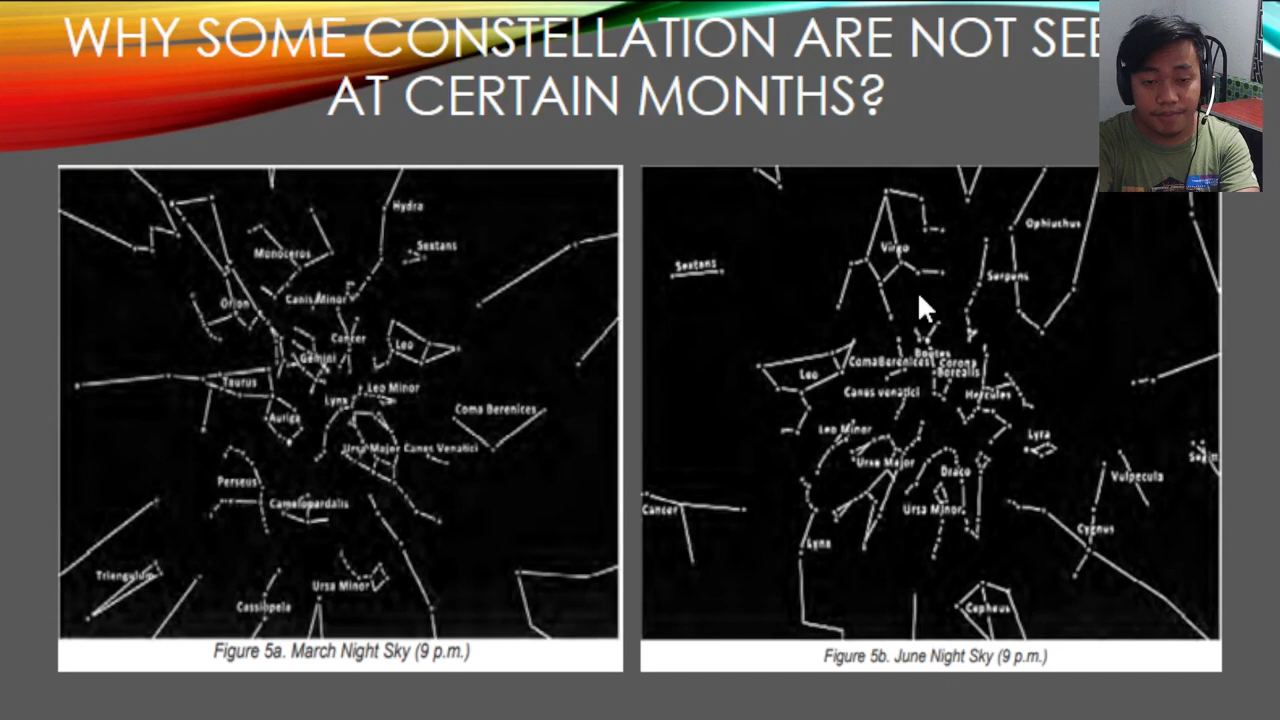 WHY SOME CONSTELLATION ARE NOT SEE
AT CERTAIN MONTHS?
Hydra
Sextans
Monoceros
Orion
Canis Minor
Cancer
Gemini
Leo
Taurus
Leo Minor
Lynx
Auriga
Coma Berenices
Ursa Major Canes Venatici
Perseus
Camelopardalis
Triangulum
Ursa Minor
Cassiopeia
Figure 5a. March Night Sky (9 p.m.)
Ophiuchus
Virgo
Sextans
Serpens
Bootes
ComaBerenices
Corona
Borealis
Leo
Canes venatici
Hercules
Leo Minor
Lyra
Ursa Major
Draco
Vulpecula
Cancer
Ursa Minor
Cygnus
Lynx
Cepheus
Figure 5b. June Night Sky (9 p.m.)